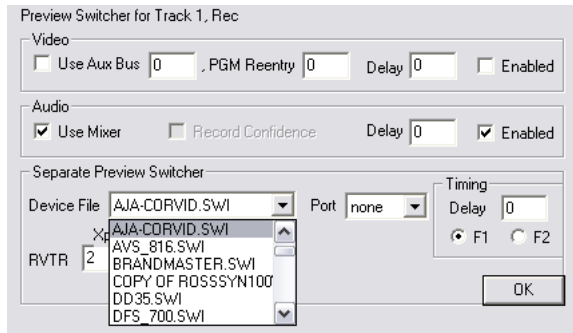 Preview Switcher for Track 1, Rec
Video
Use Aux Bus 0 , PGM Reentry 0 Delay 0 Enabled
Audio
Use Mixer Record Confidence Delay 0 Enabled
Separate Preview Switcher
Timing
Device File AJA-CORVID.SWI Port none Delay 0
AJA-CORVID.SWI
Xp
AVS_816.SWI F1 F2
RVTR 2 BRANDMASTER.SWI
COPY OF ROSSSYN100
DD35.SWI OK
DFS_700.SWI